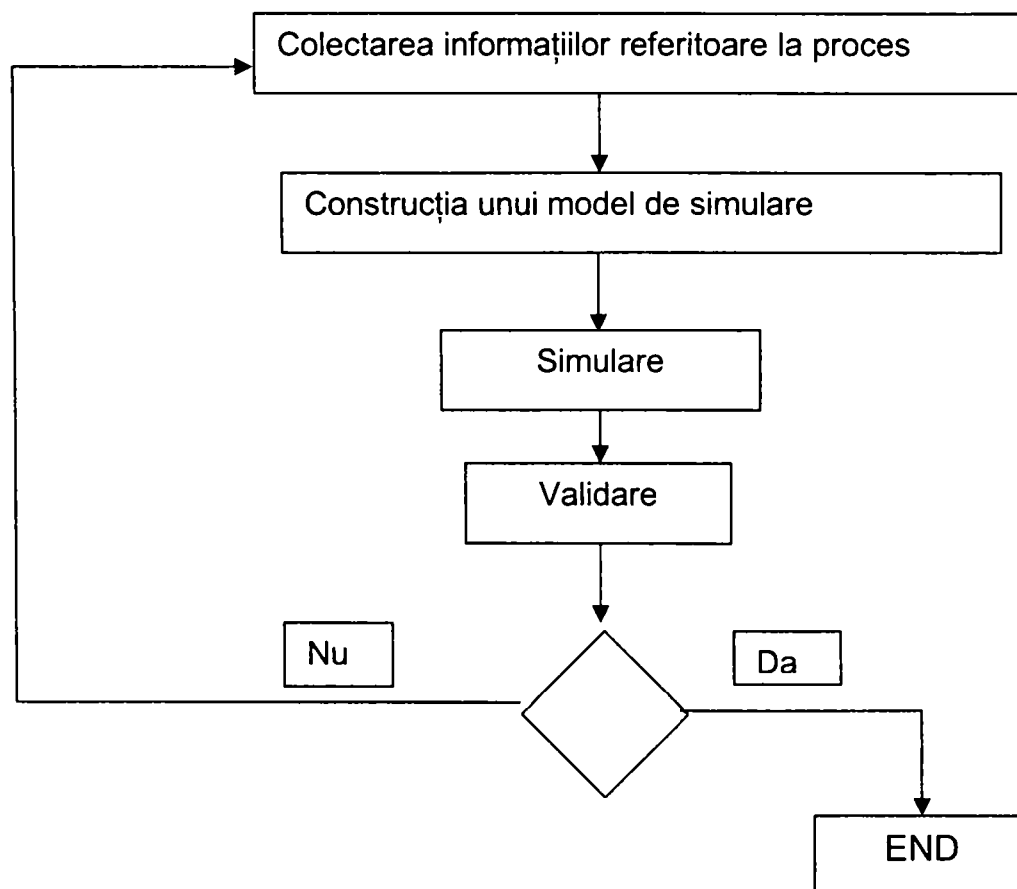 Colectarea informațiilor referitoare la proces
Construcția unui model de simulare
Simulare
Validare
Nu
Da
END